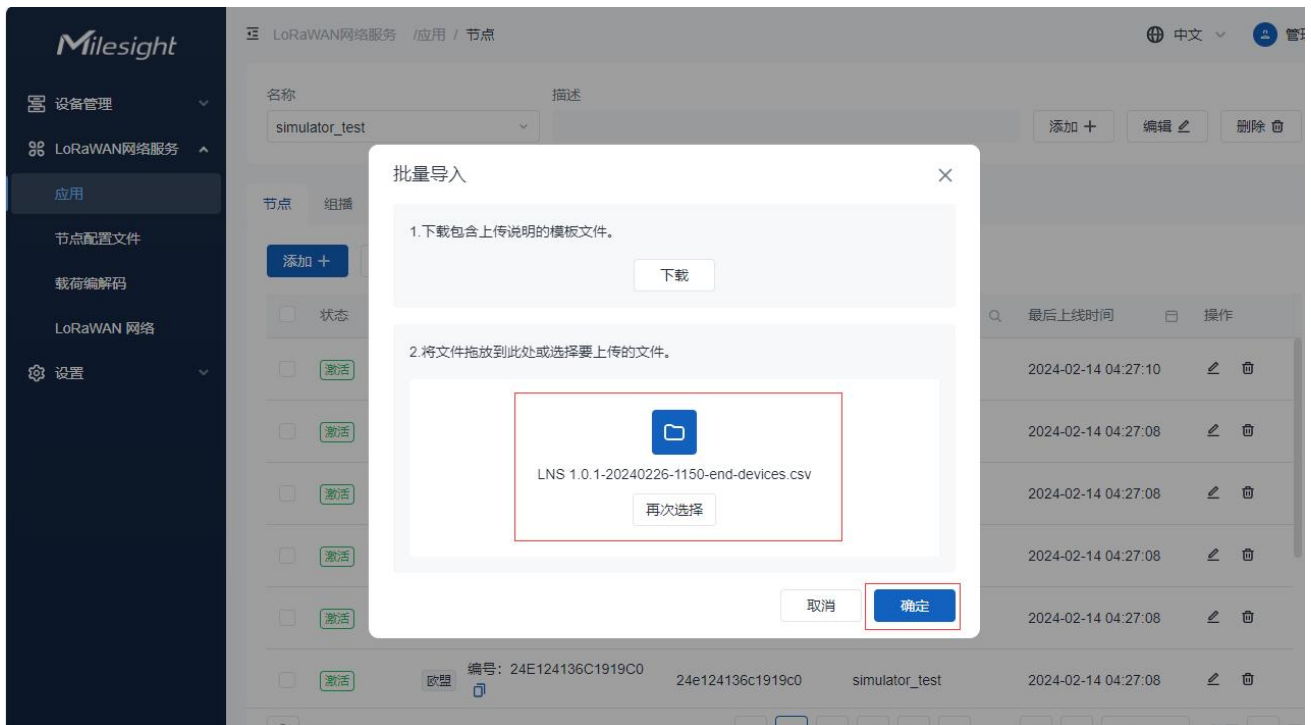 Milesight
LoRaWAN网络服务 /应用 / 节点
中文
设备管理
LoRaWAN网络服务
应用
节点配置文件
载荷编解码
LoRaWAN 网络
设置
名称
描述
simulator_test
添加
编辑
删除
节点 组播
添加
状态
最后上线时间
操作
批量导入
1.下载包含上传说明的模板文件。
下载
2.将文件拖放到此处或选择要上传的文件。
LNS 1.0.1-20240226-1150-end-devices.csv
再次选择
取消
确定
激活 2024-02-14 04:27:10
激活 2024-02-14 04:27:08
激活 2024-02-14 04:27:08
激活 2024-02-14 04:27:08
激活 2024-02-14 04:27:08
激活 欧盟 编号：24E124136C1919C0 24e124136c1919c0 simulator_test 2024-02-14 04:27:08